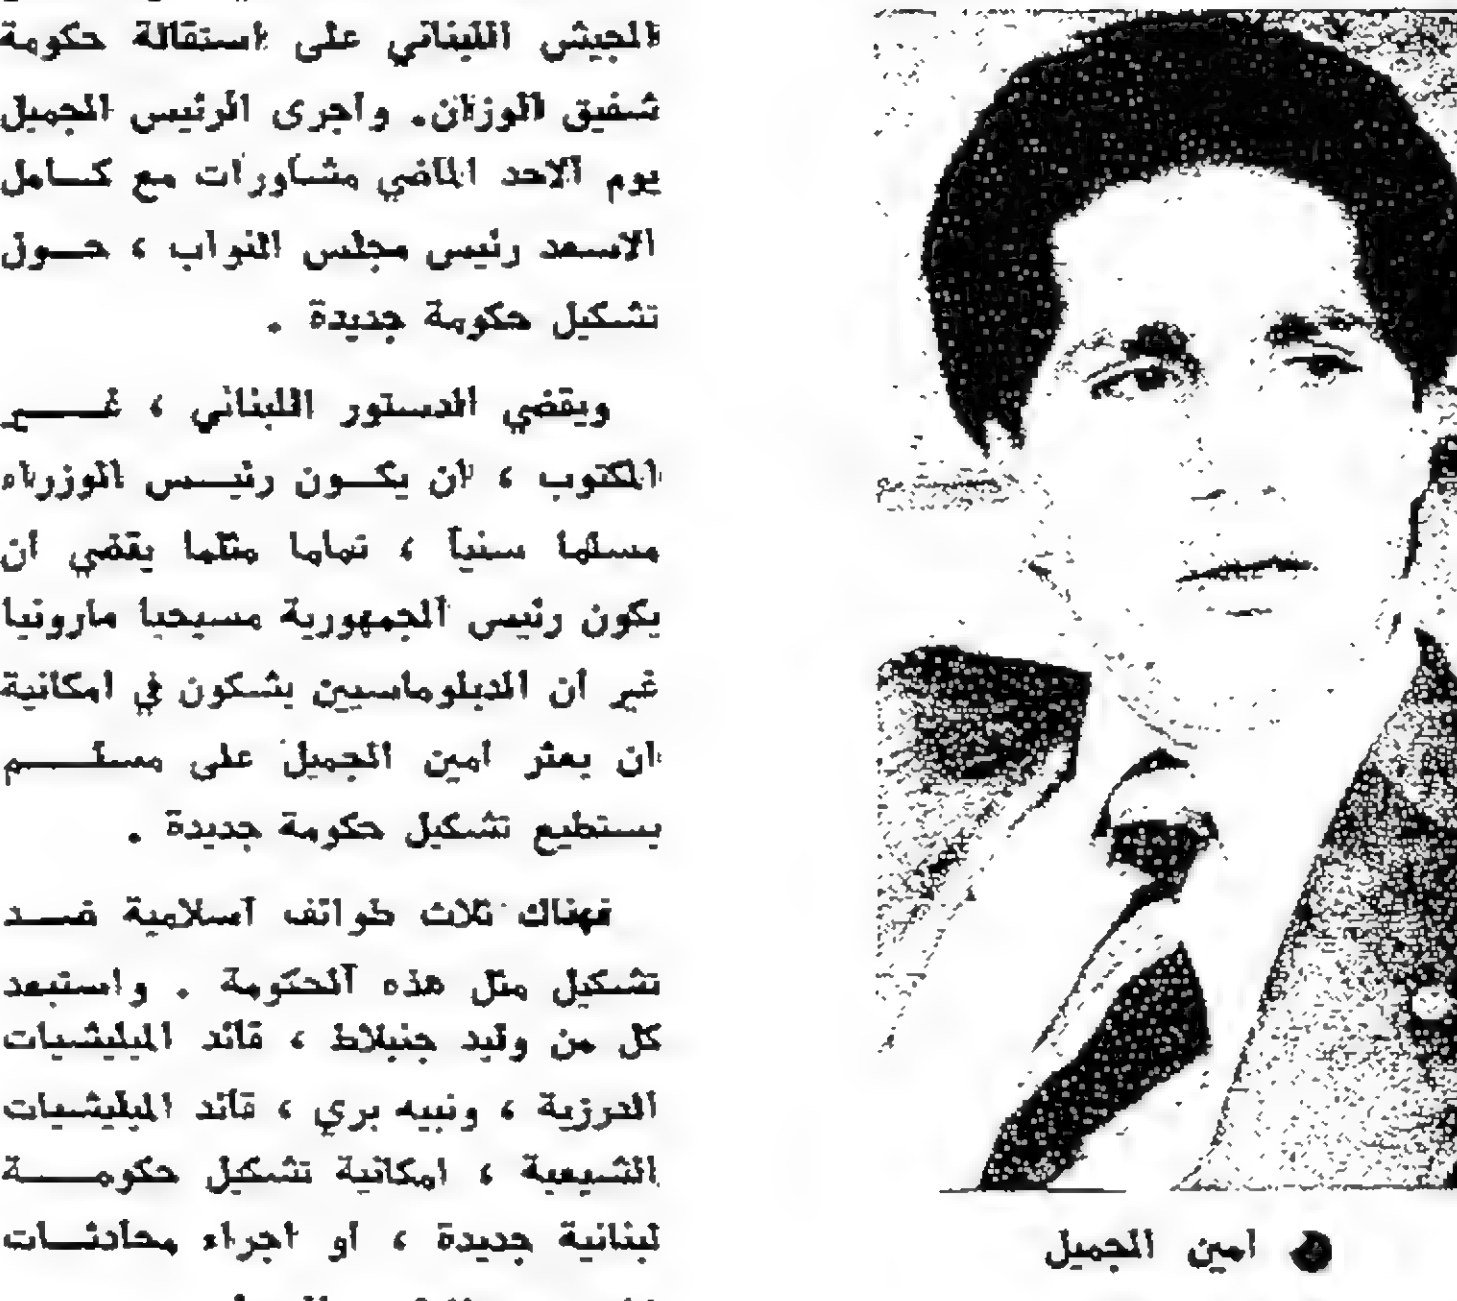 الجيش اللبناني على استقالة حكومة
شفيق الوزان. واجرى الرئيس الجميل
يوم الاحد الماضي مشاورات مع كامل
الاسعد رئيس مجلس النواب ، حول
تشكيل حكومة جديدة .
ويقضي الدستور اللبناني ، غير
المكتوب ، ان يكون رئيس الوزراء
مسلما سنيا ، تماما مثلما يقضي ان
يكون رئيس الجمهورية مسيحيا مارونيا
غير ان الدبلوماسيين يشكون في امكانية
ان يعثر امين الجميل على مسلم
يستطيع تشكيل حكومة جديدة .
فهناك ثلاث طوائف اسلامية ضد
تشكيل مثل هذه الحكومة . واستبعد
كل من وليد جنبلاط ، قائد الميليشيات
الدرزية ، ونبيه بري ، قائد الميليشيات
الشيعية ، امكانية تشكيل حكومة
لبنانية جديدة ، او اجراء محادثات
● امين الجميل